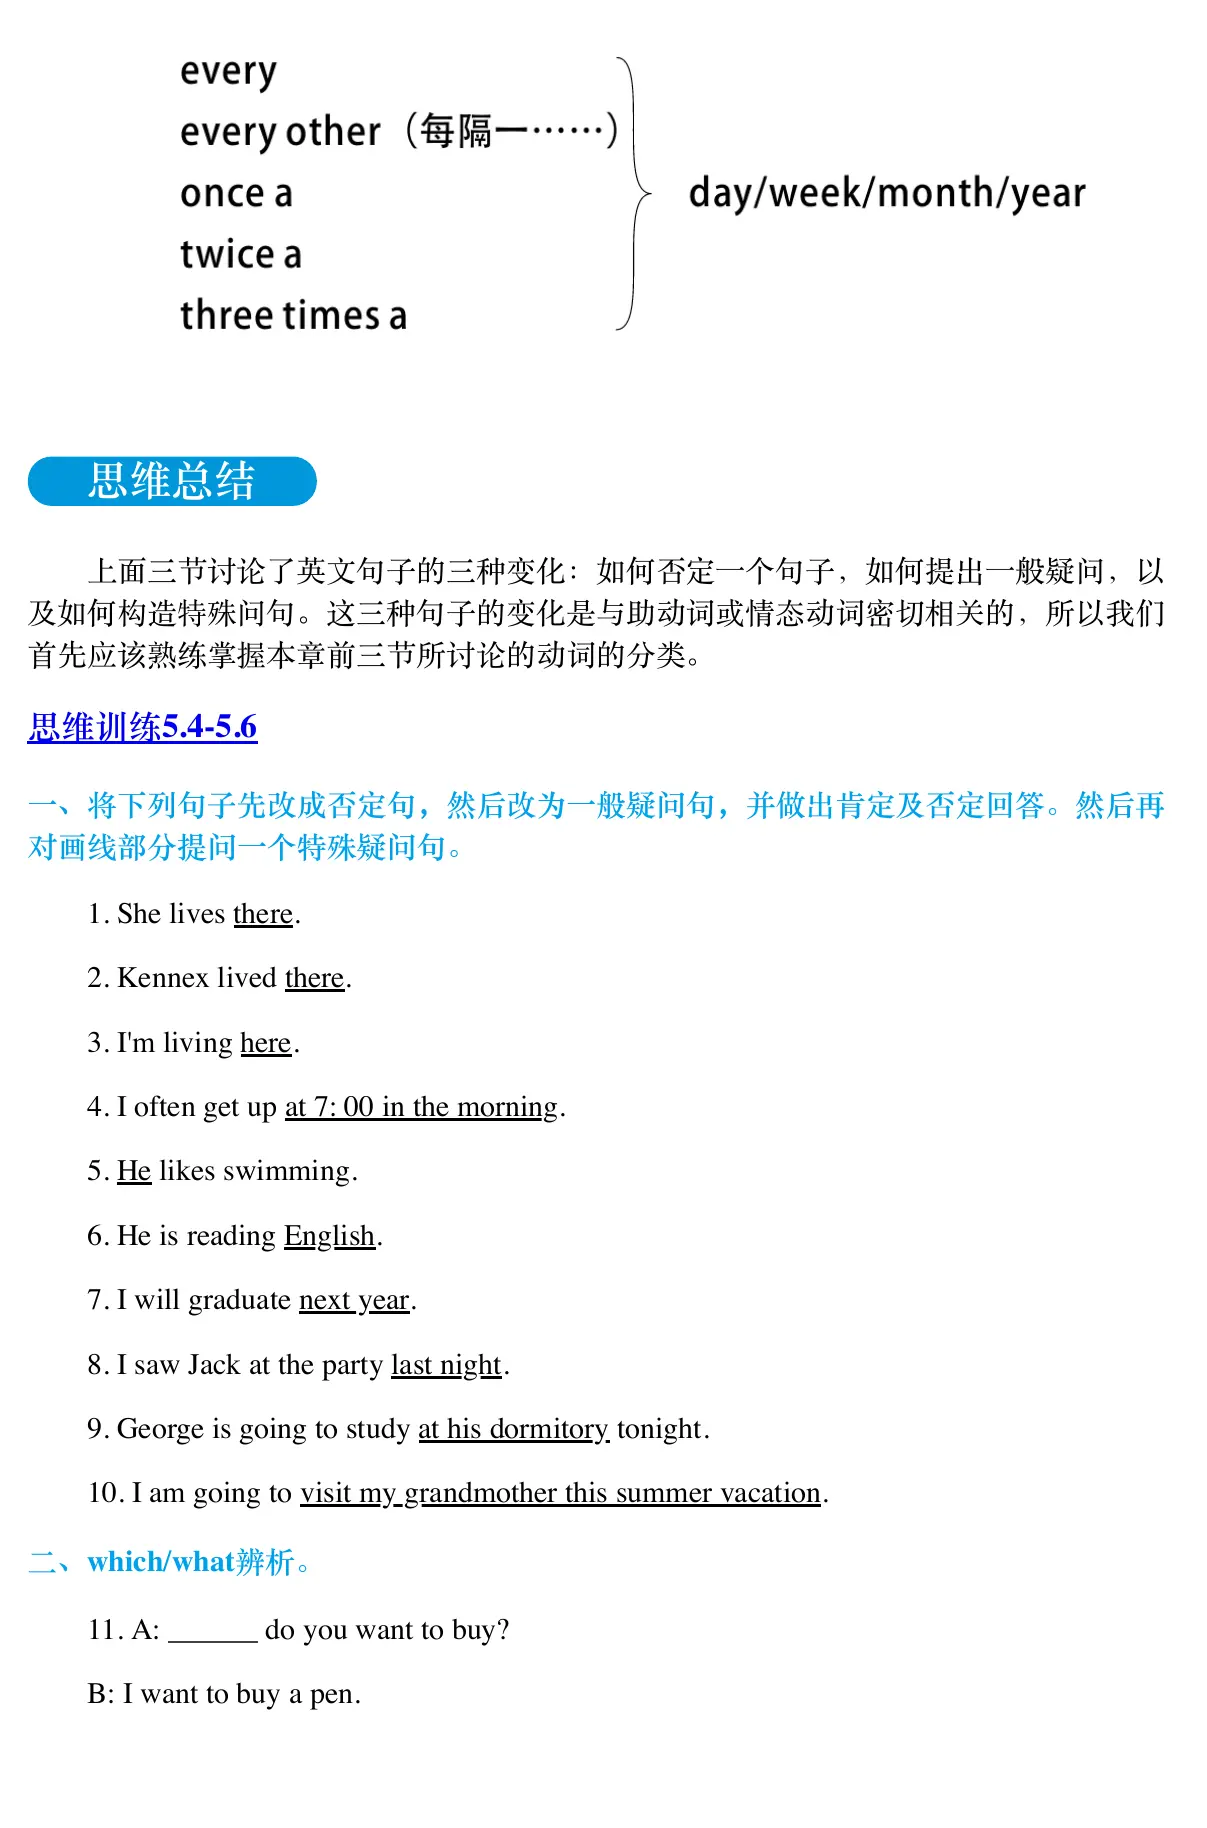 every
every other（每隔一……）
once a
day/week/month/year
twice a
three times a
思维总结
上面三节讨论了英文句子的三种变化：如何否定一个句子，如何提出一般疑问，以
及如何构造特殊问句。这三种句子的变化是与助动词或情态动词密切相关的，所以我们
首先应该熟练掌握本章前三节所讨论的动词的分类。
思维训练5.4-5.6
一、将下列句子先改成否定句，然后改为一般疑问句，并做出肯定及否定回答。然后再
对画线部分提问一个特殊疑问句。
1. She lives there.
2. Kennex lived there.
3. I'm living here.
4. I often get up at 7: 00 in the morning.
5. He likes swimming.
6. He is reading English.
7. I will graduate next year.
8. I saw Jack at the party last night.
9. George is going to study at his dormitory tonight.
10. I am going to visit my grandmother this summer vacation.
二、which/what辨析。
11. A: ______ do you want to buy?
B: I want to buy a pen.